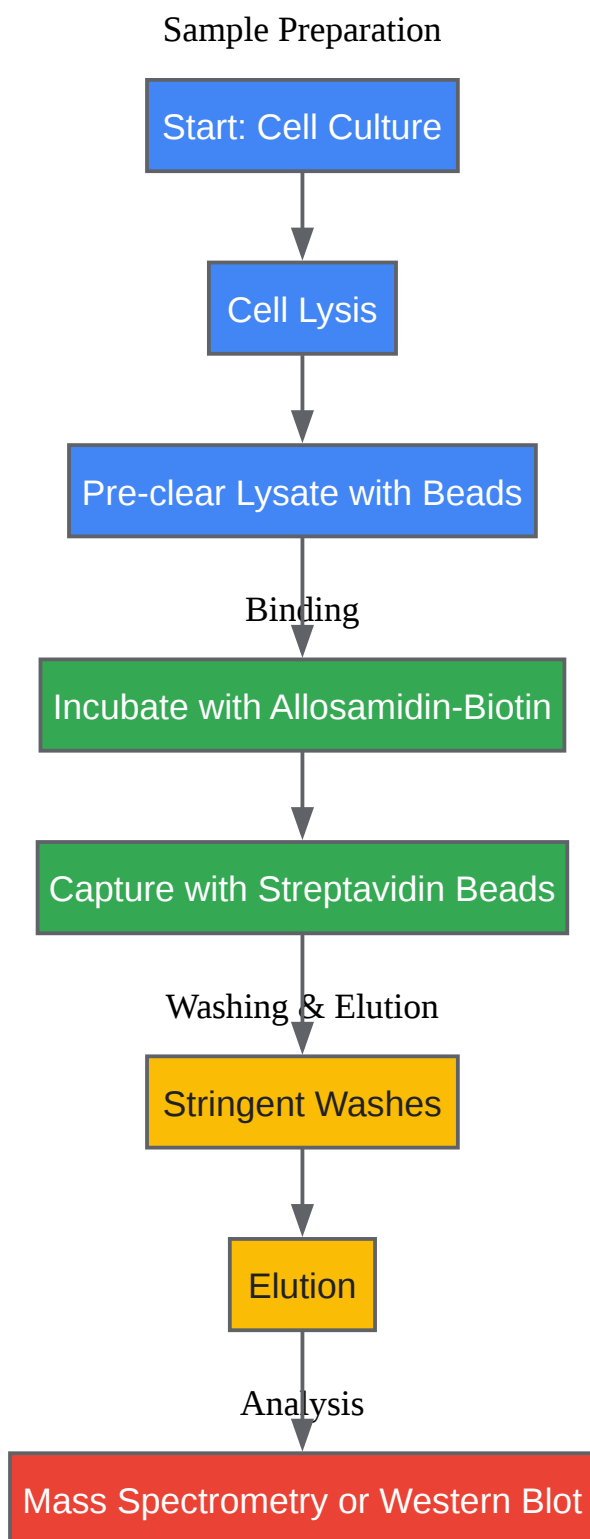 Sample Preparation
Start: Cell Culture
Cell Lysis
Pre-clear Lysate with Beads
Binding
Incubate with Allosamidin-Biotin
Capture with Streptavidin Beads
Washing & Elution
Stringent Washes
Elution
Analysis
Mass Spectrometry or Western Blot